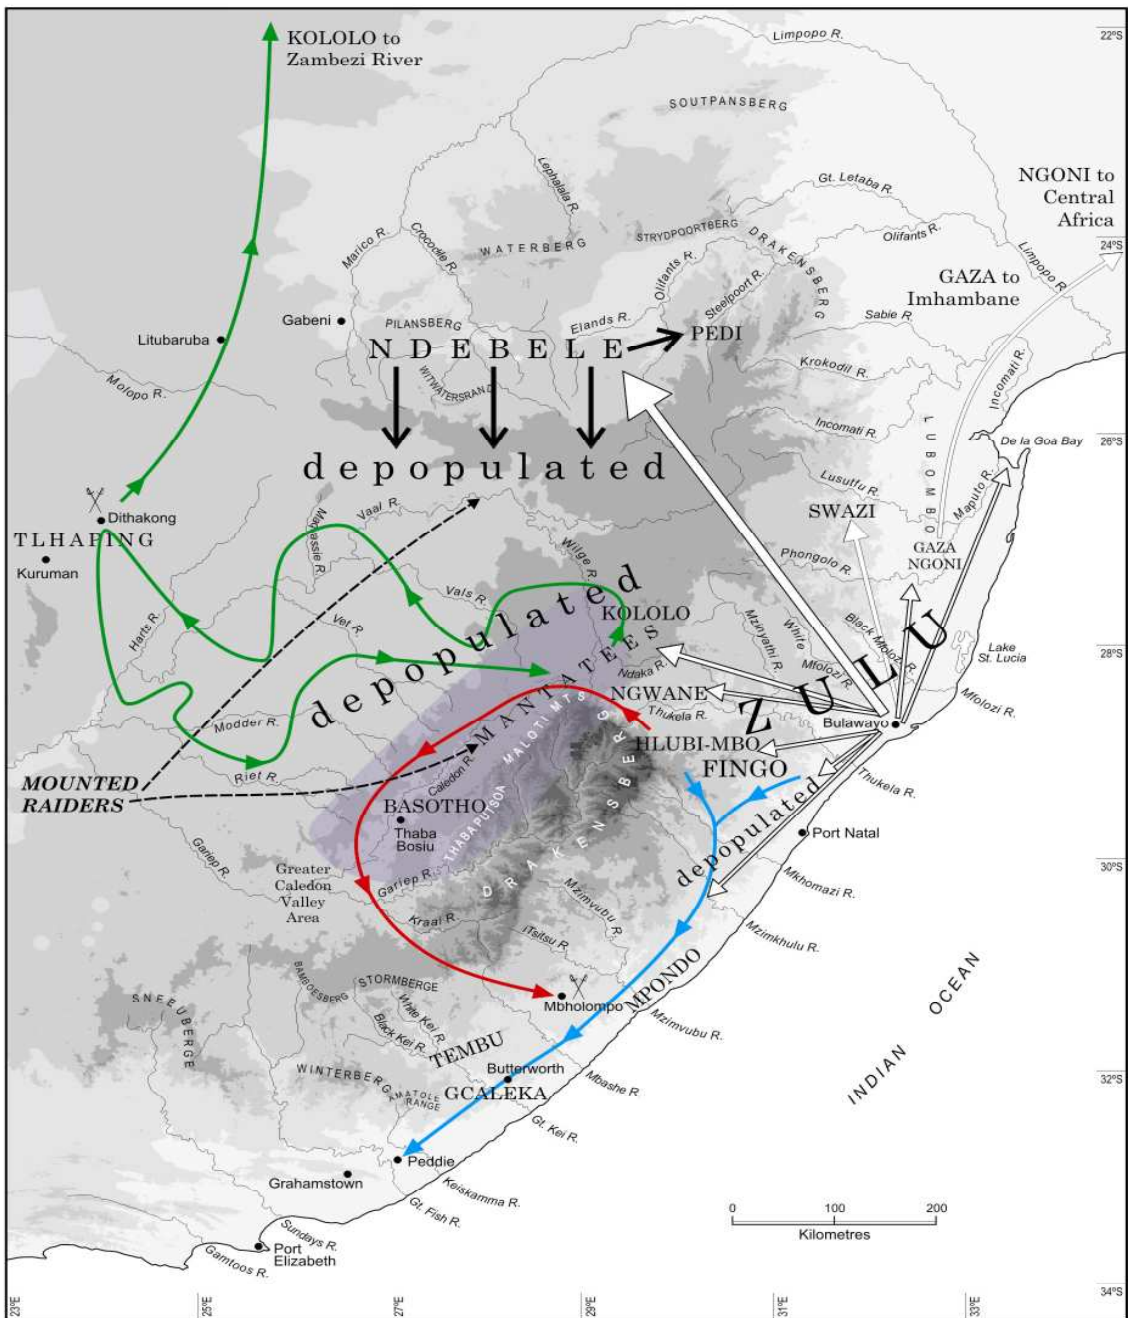 KOLOLO to
Zambezi River
Limpopo R.
22°S
SOUTPANSBERG
Lephalala R.
Gt. Letaba R.
NGONI to
Central
Africa
Marico R.
Crocodile R.
WATERBERG
STRYDPOORTBERG
DRAKENSBERG
Olifants R.
24°S
Limpopo R.
Olifants R.
Steelpoort R.
GAZA to
Imhambane
Gabeni
PILANSBERG
Elands R.
Sabie R.
Litubaruba
NDEBELE
PEDI
Molopo R.
WITWATERSRAND
Krokodil R.
Incomati R.
Incomati R.
LUBOMBO
26°S
De la Goa Bay
depopulated
Lusutfu R.
Maputo R.
Dithakong
Vaal R.
Maquassie R.
SWAZI
TLHAPING
Kuruman
Wilge R.
Phongolo R.
GAZA
NGONI
Vals R.
depopulated
KOLOLO
Harts R.
Vet R.
Mzinyathi R.
White
Mfolozi R.
Black Mfolozi R.
ZULU
Lake
St. Lucia
28°S
MANTATEES
Ndaka R.
NGWANE
Thukela R.
Bulawayo
Mfolozi R.
Modder R.
MALOTI MTS
HLUBI-MBO
FINGO
MOUNTED
RAIDERS
Riet R.
Caledon R.
Thukela R.
BASOTHO
Thaba
Bosiu
THABA PUTSOA
DRAKENSBERG
depopulated
Port Natal
Gariep R.
Greater
Caledon
Valley
Area
Gariep R.
30°S
Mkhomazi R.
Kraai R.
Mzimvubu R.
iTsitsu R.
Mzimkhulu R.
BAMBOESBERG
STORMBERGE
SNEEUBERGE
Mbholompo
MPONDO
OCEAN
White Kei R.
Black Kei R.
Mzimvubu R.
TEMBU
INDIAN
WINTERBERG
AMATOLE
RANGE
Butterworth
GCALEKA
Mbashe R
32°S
Gt. Kei R.
Peddie
Grahamstown
Keiskamma R.
Gt. Fish R.
0 100 200
Kilometres
Sundays R.
Port
Elizabeth
Gamtoos R.
34°S
23°E
25°E
27°E
29°E
31°E
33°E